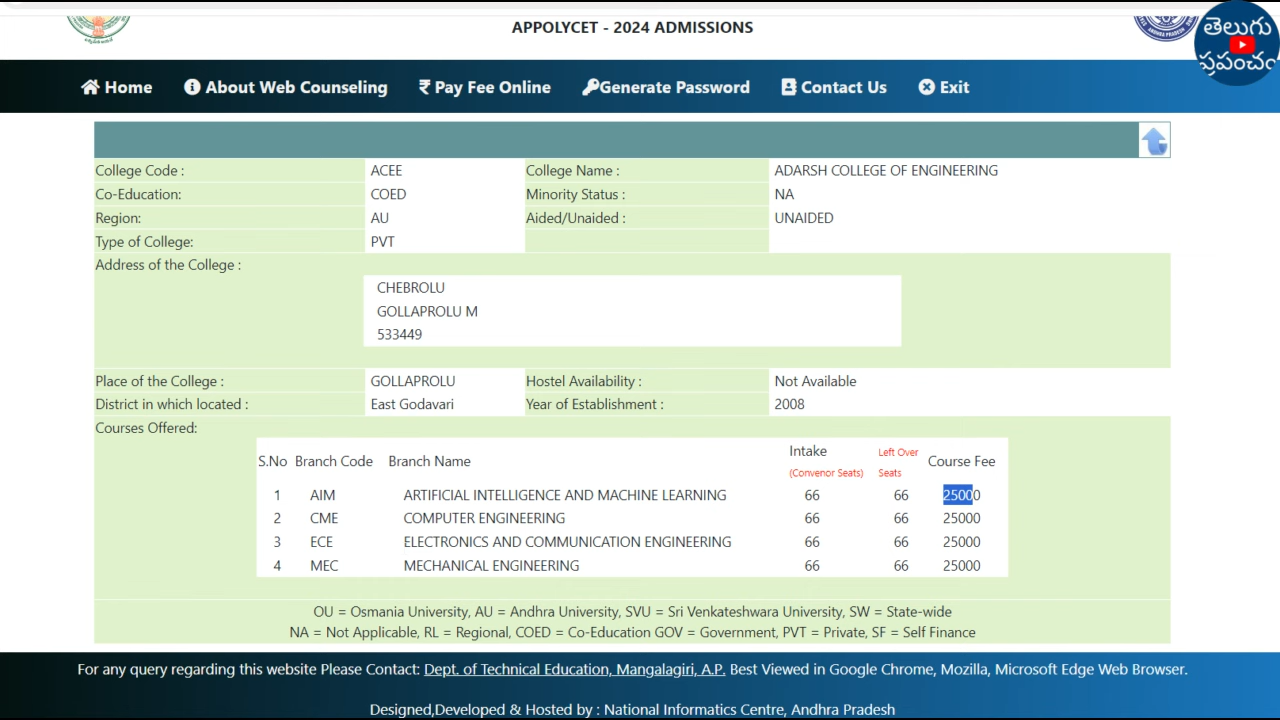 APPOLYCET - 2024 ADMISSIONS
తెలుగు
ప్రపంచం
Home About Web Counseling ₹ Pay Fee Online Generate Password Contact Us Exit
College Code : ACEE College Name : ADARSH COLLEGE OF ENGINEERING
Co-Education: COED Minority Status : NA
Region: AU Aided/Unaided : UNAIDED
Type of College: PVT
Address of the College :
CHEBROLU
GOLLAPROLU M
533449
Place of the College : GOLLAPROLU Hostel Availability : Not Available
District in which located : East Godavari Year of Establishment : 2008
Courses Offered:
S.No Branch Code Branch Name Intake (Convenor Seats) Left Over Seats Course Fee
1 AIM ARTIFICIAL INTELLIGENCE AND MACHINE LEARNING 66 66 25000
2 CME COMPUTER ENGINEERING 66 66 25000
3 ECE ELECTRONICS AND COMMUNICATION ENGINEERING 66 66 25000
4 MEC MECHANICAL ENGINEERING 66 66 25000
OU = Osmania University, AU = Andhra University, SVU = Sri Venkateshwara University, SW = State-wide
NA = Not Applicable, RL = Regional, COED = Co-Education GOV = Government, PVT = Private, SF = Self Finance
For any query regarding this website Please Contact: Dept. of Technical Education, Mangalagiri, A.P. Best Viewed in Google Chrome, Mozilla, Microsoft Edge Web Browser.
Designed,Developed & Hosted by : National Informatics Centre, Andhra Pradesh